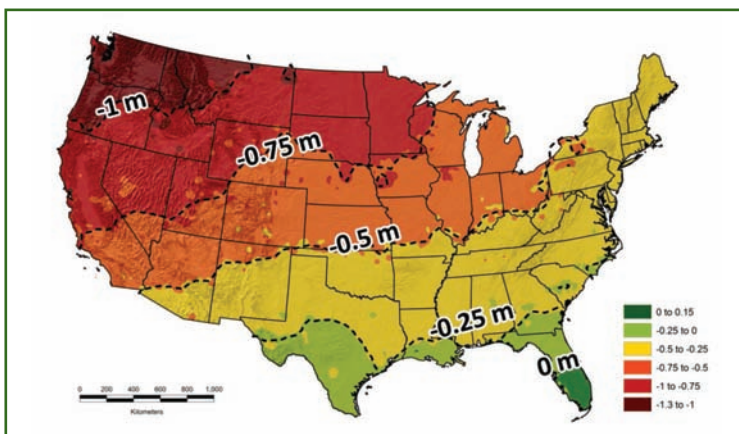 -1 m
-0.75 m
-0.5 m
-0.25 m
0 m
0 to 0.15
-0.25 to 0
-0.5 to -0.25
-0.75 to -0.5
-1 to -0.75
-1.3 to -1
0 200 400 600 800 1,000
Kilometers